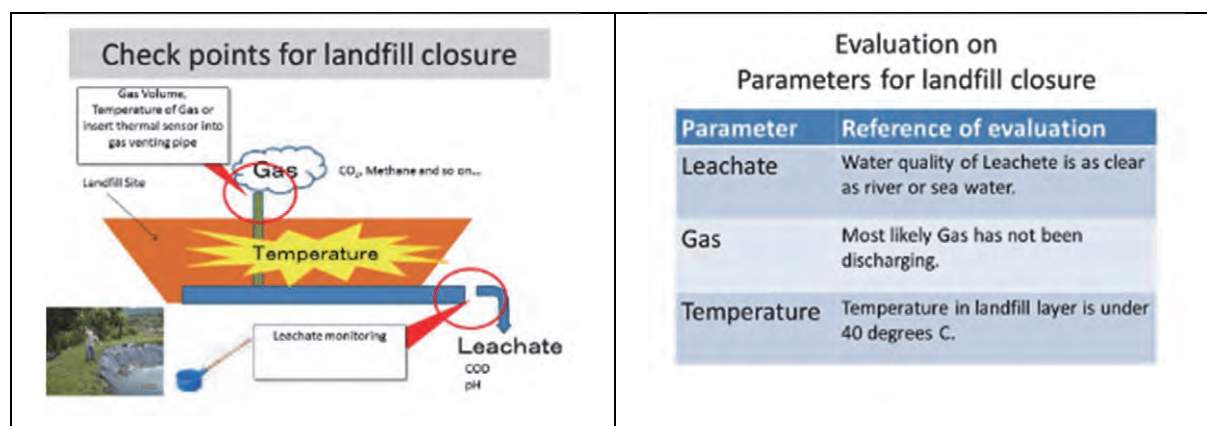 Check points for landfill closure
Gas Volume,
Temperature of Gas or
insert thermal sensor into
gas venting pipe
Gas
CO₂, Methane and so on...
Landfill Site
Temperature
Leachate monitoring
Leachate
COD
pH
Evaluation on
Parameters for landfill closure
Parameter Reference of evaluation
Leachate Water quality of Leachete is as clear
as river or sea water.
Gas Most likely Gas has not been
discharging.
Temperature Temperature in landfill layer is under
40 degrees C.